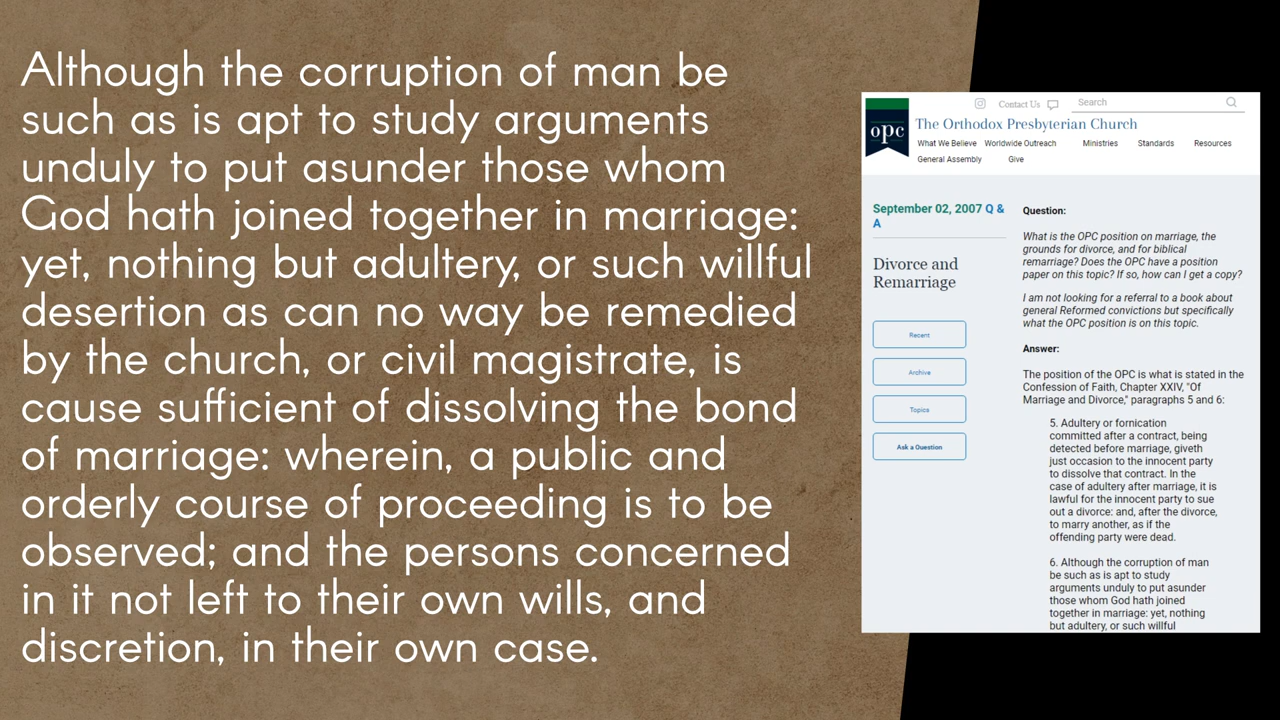 Although the corruption of man be
such as is apt to study arguments
unduly to put asunder those whom
God hath joined together in marriage:
yet, nothing but adultery, or such willful
desertion as can no way be remedied
by the church, or civil magistrate, is
cause sufficient of dissolving the bond
of marriage: wherein, a public and
orderly course of proceeding is to be
observed; and the persons concerned
in it not left to their own wills, and
discretion, in their own case.
Contact Us
Search
opc
The Orthodox Presbyterian Church
What We Believe Worldwide Outreach Ministries Standards Resources
General Assembly Give
September 02, 2007 Q &
A
Divorce and
Remarriage
Recent
Archive
Topics
Ask a Question
Question:
What is the OPC position on marriage, the
grounds for divorce, and for biblical
remarriage? Does the OPC have a position
paper on this topic? If so, how can I get a copy?
I am not looking for a referral to a book about
general Reformed convictions but specifically
what the OPC position is on this topic.
Answer:
The position of the OPC is what is stated in the
Confession of Faith, Chapter XXIV, "Of
Marriage and Divorce," paragraphs 5 and 6:
5. Adultery or fornication
committed after a contract, being
detected before marriage, giveth
just occasion to the innocent party
to dissolve that contract. In the
case of adultery after marriage, it is
lawful for the innocent party to sue
out a divorce: and, after the divorce,
to marry another, as if the
offending party were dead.
6. Although the corruption of man
be such as is apt to study
arguments unduly to put asunder
those whom God hath joined
together in marriage: yet, nothing
but adultery, or such willful